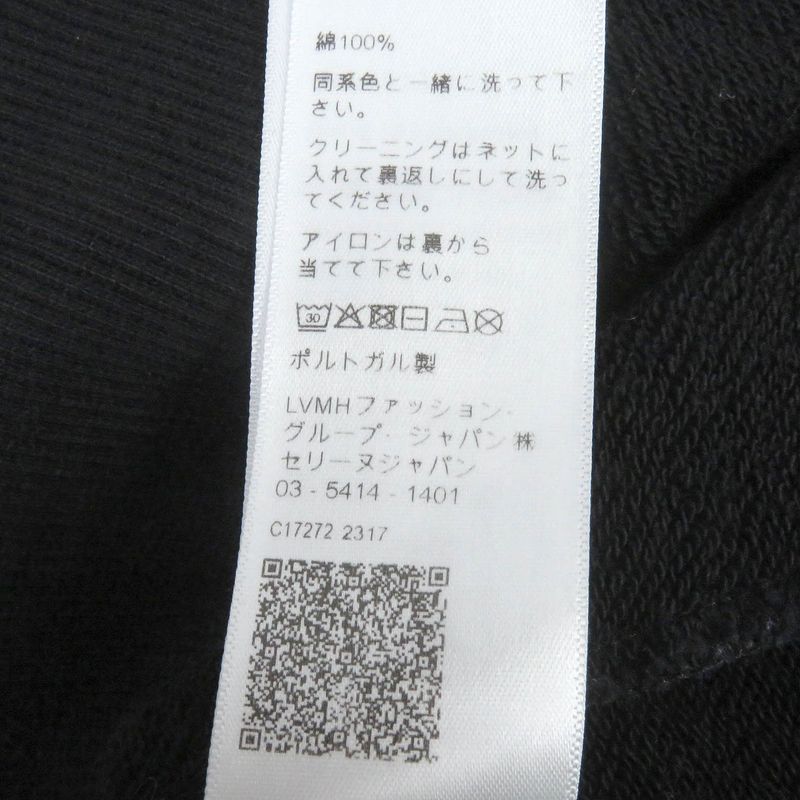 綿100%
同系色と一緒に洗って下
さい。
クリーニングはネットに
入れて裏返しにして洗っ
てください。
アイロンは裏から
当てて下さい。
30
ポルトガル製
LVMHファッション・
グループ・ジャパン㈱
セリーヌジャパン
03 - 5414 - 1401
C17272 2317